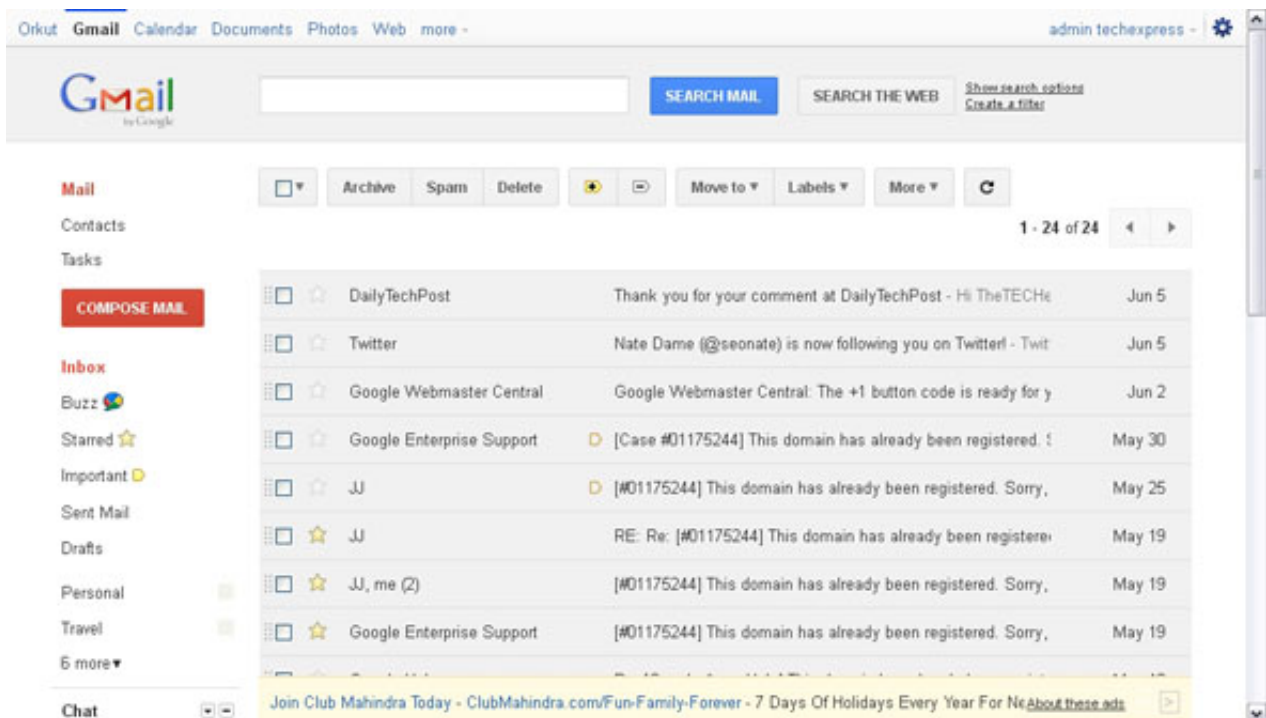 Orkut Gmail Calendar Documents Photos Web more
admin techexpress
Gmail
by Google
SEARCH MAIL
SEARCH THE WEB
Show search options
Create a filter
Mail
Contacts
Tasks
COMPOSE MAIL
Inbox
Buzz
Starred
Important
Sent Mail
Drafts
Personal
Travel
6 more
Chat
Archive Spam Delete Move to Labels More
1 - 24 of 24
DailyTechPost Thank you for your comment at DailyTechPost - Hi TheTECHe Jun 5
Twitter Nate Dame (@seonate) is now following you on Twitter! - Twit Jun 5
Google Webmaster Central Google Webmaster Central: The +1 button code is ready for y Jun 2
Google Enterprise Support [Case #01175244] This domain has already been registered. May 30
JJ [#01175244] This domain has already been registered. Sorry, May 25
JJ RE: Re: [#01175244] This domain has already been registere May 19
JJ, me (2) [#01175244] This domain has already been registered. Sorry, May 19
Google Enterprise Support [#01175244] This domain has already been registered. Sorry, May 19
Join Club Mahindra Today - ClubMahindra.com/Fun-Family-Forever - 7 Days Of Holidays Every Year For About these ads